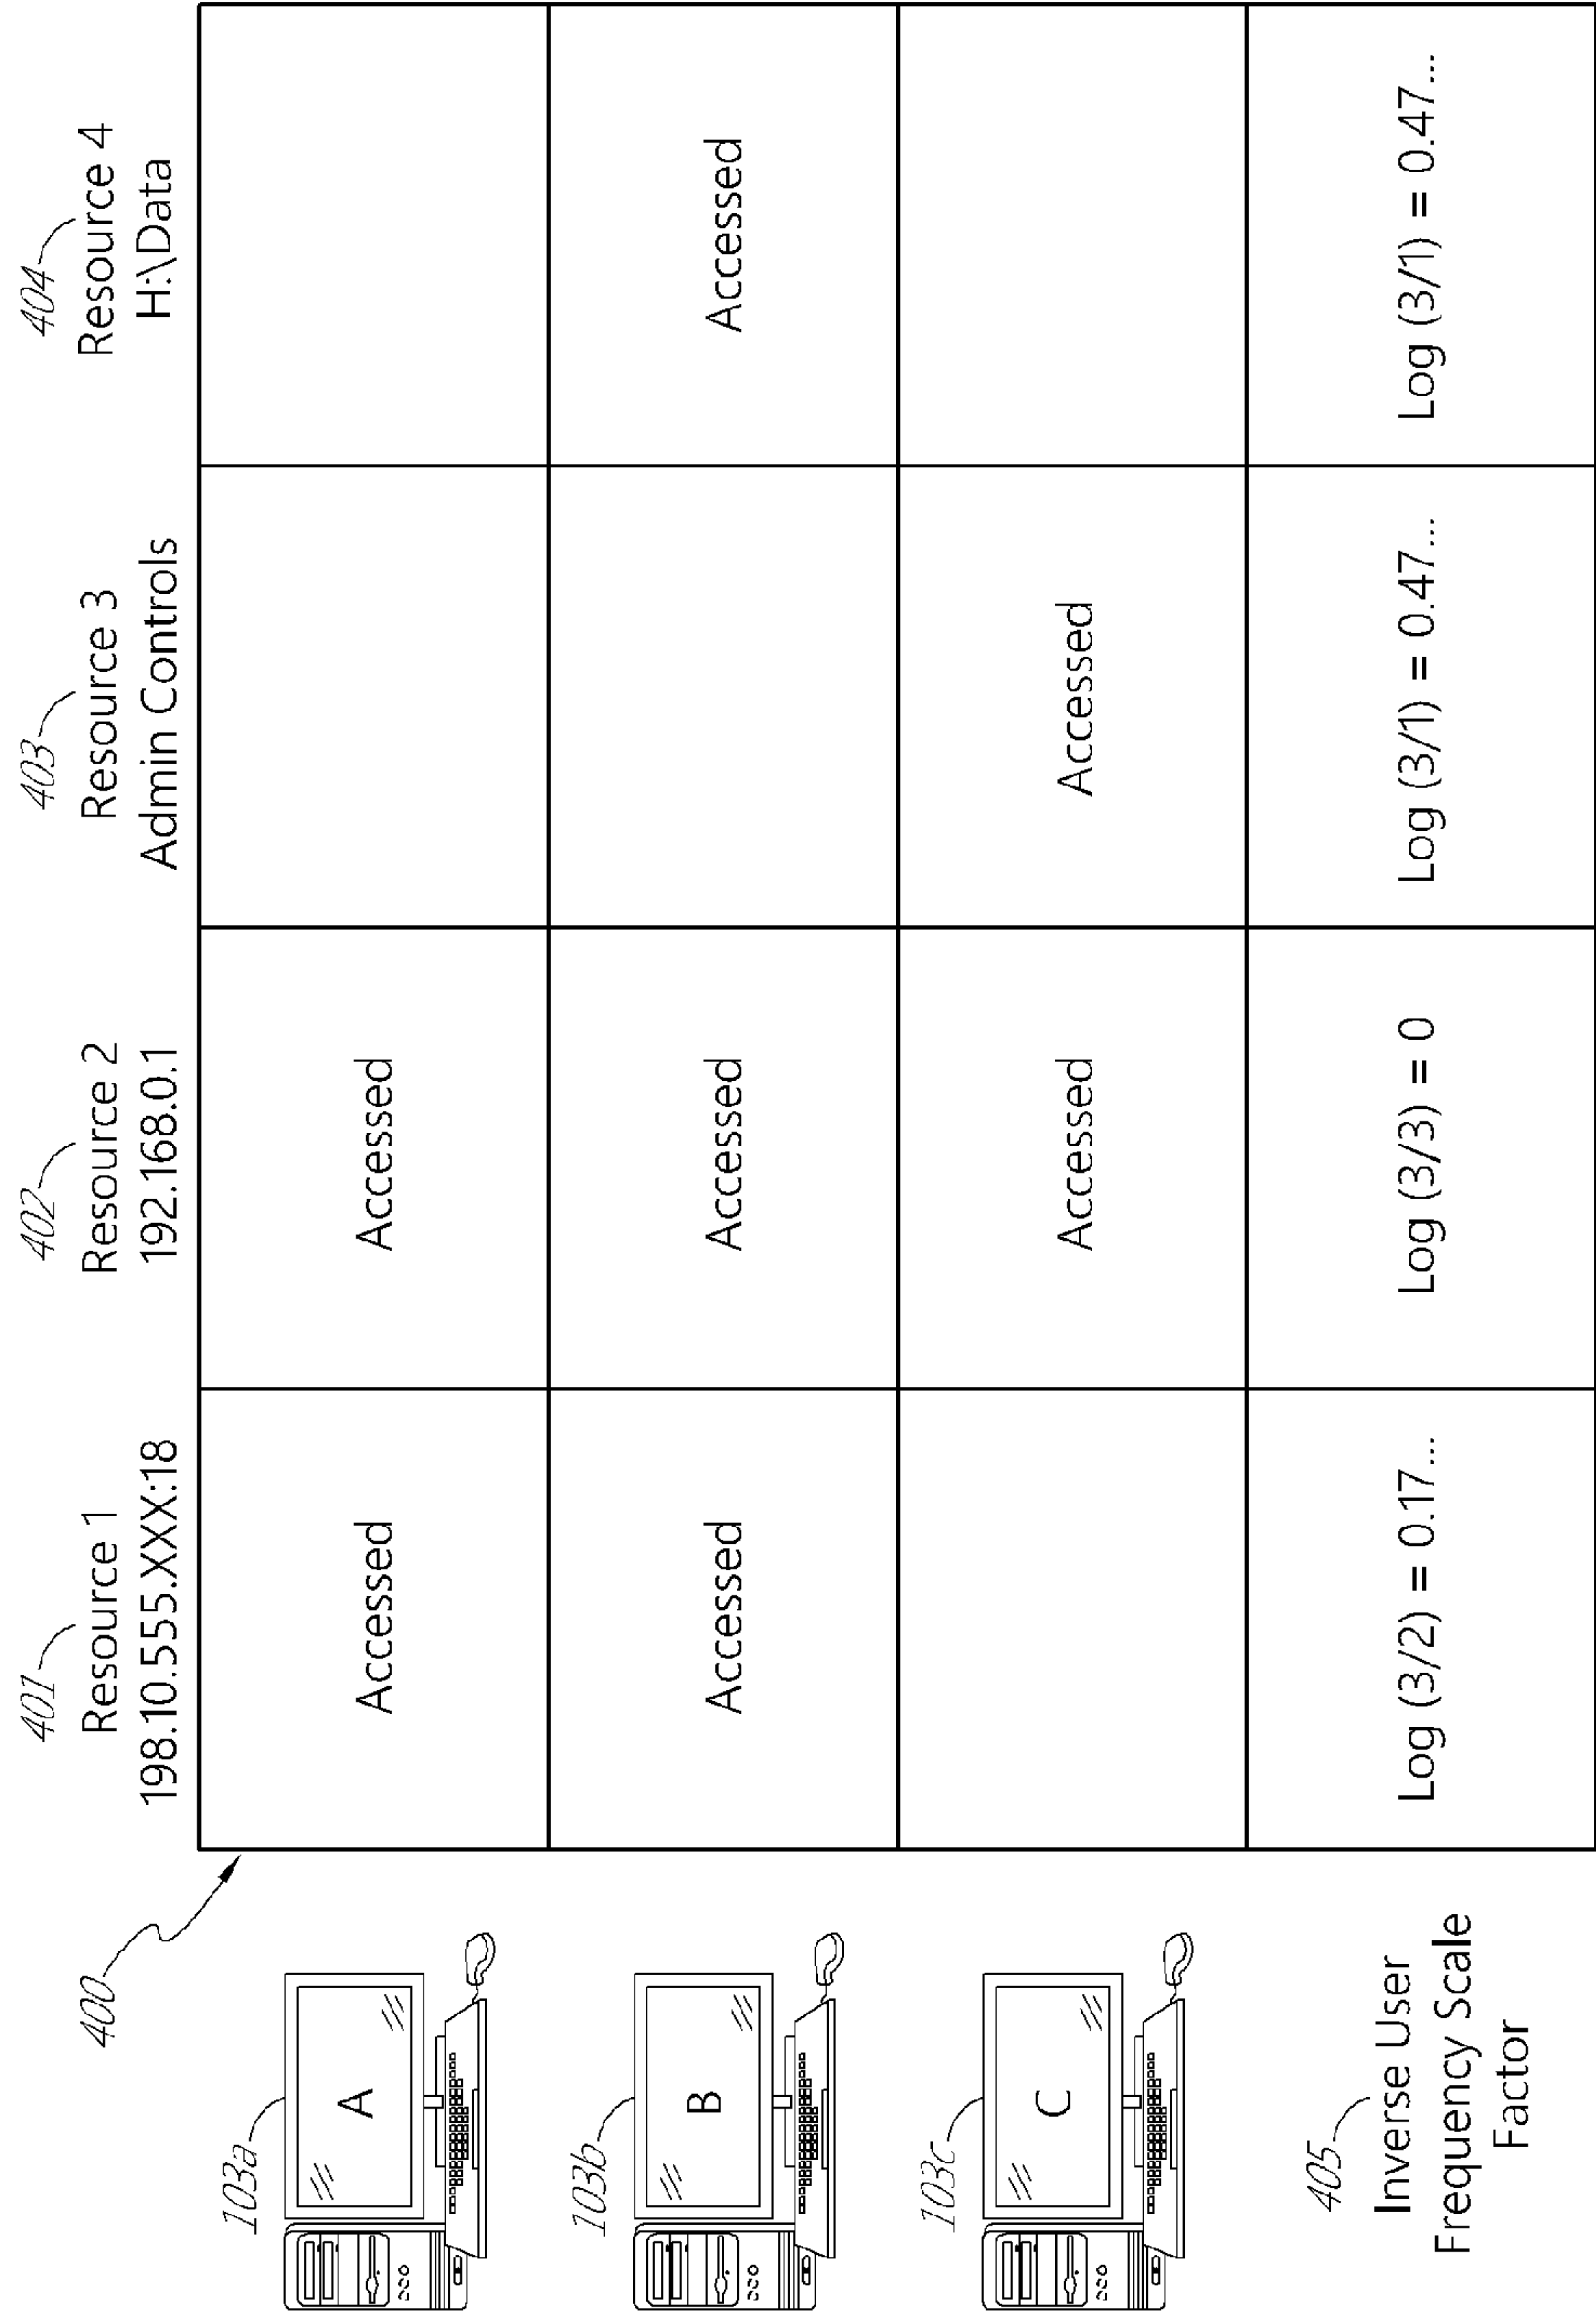 401
402
403
404
Resource 1
Resource 2
Resource 3
Resource 4
198.10.555.XXX:18
192.168.0.1
Admin Controls
H:\Data
400
103a
A
Accessed
Accessed
103b
B
Accessed
Accessed
Accessed
103c
C
Accessed
Accessed
405
Inverse User
Frequency Scale
Factor
Log (3/2) = 0.17...
Log (3/3) = 0
Log (3/1) = 0.47...
Log (3/1) = 0.47...